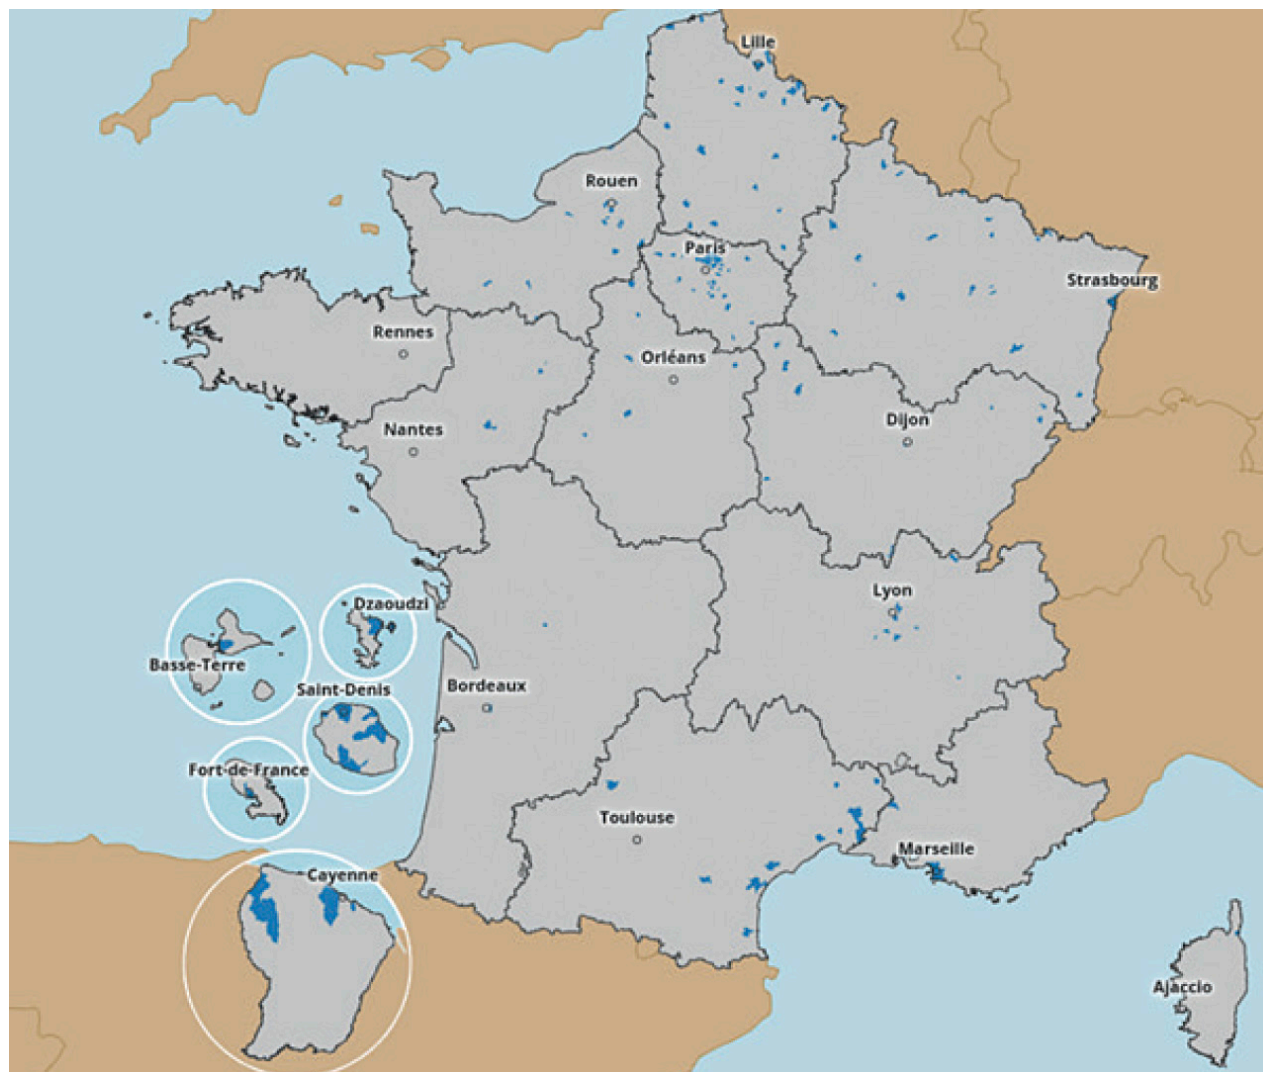 Lille
Rouen
Paris
Strasbourg
Rennes
Orléans
Nantes
Dijon
Lyon
Dzaoudzi
Basse-Terre
Saint-Denis
Bordeaux
Fort-de-France
Toulouse
Marseille
Cayenne
Ajaccio